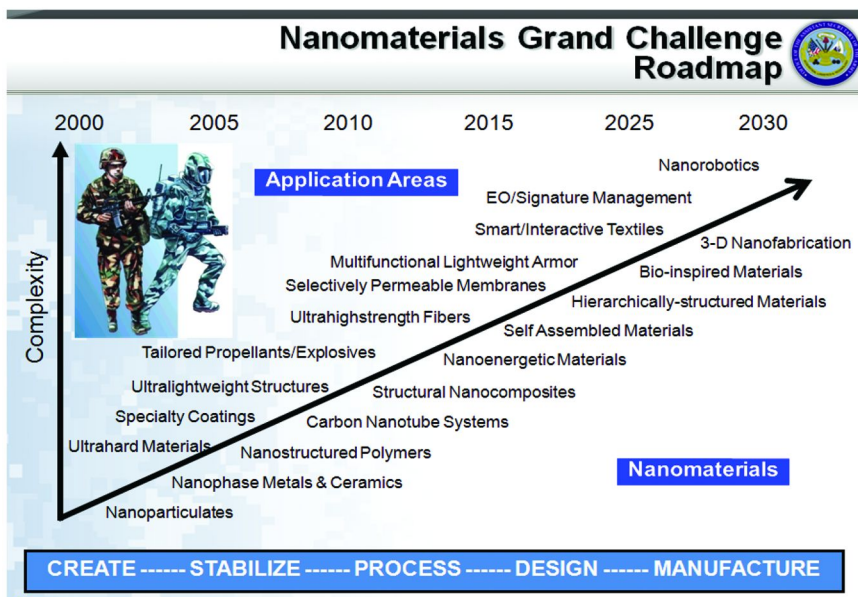 Nanomaterials Grand Challenge
Roadmap
2000 2005 2010 2015 2025 2030
Complexity
Application Areas
Nanorobotics
EO/Signature Management
Smart/Interactive Textiles
3-D Nanofabrication
Multifunctional Lightweight Armor
Bio-inspired Materials
Selectively Permeable Membranes
Hierarchically-structured Materials
Ultrahighstrength Fibers
Self Assembled Materials
Tailored Propellants/Explosives
Nanoenergetic Materials
Ultralightweight Structures
Structural Nanocomposites
Specialty Coatings
Carbon Nanotube Systems
Ultrahard Materials
Nanostructured Polymers
Nanomaterials
Nanophase Metals & Ceramics
Nanoparticulates
CREATE ------ STABILIZE ------ PROCESS ------ DESIGN ------ MANUFACTURE